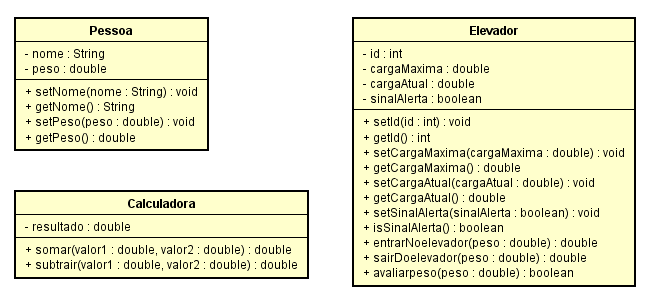 Pessoa
- nome : String
- peso : double
+ setNome(nome : String) : void
+ getNome() : String
+ setPeso(peso : double) : void
+ getPeso() : double
Calculadora
- resultado : double
+ somar(valor1 : double, valor2 : double) : double
+ subtrair(valor1 : double, valor2 : double) : double
Elevador
- id : int
- cargaMaxima : double
- cargaAtual : double
- sinalAlerta : boolean
+ setId(id : int) : void
+ getId() : int
+ setCargaMaxima(cargaMaxima : double) : void
+ getCargaMaxima() : double
+ setCargaAtual(cargaAtual : double) : void
+ getCargaAtual() : double
+ setSinalAlerta(sinalAlerta : boolean) : void
+ isSinalAlerta() : boolean
+ entrarNoelevador(peso : double) : double
+ sairDoelevador(peso : double) : double
+ avaliarpeso(peso : double) : boolean